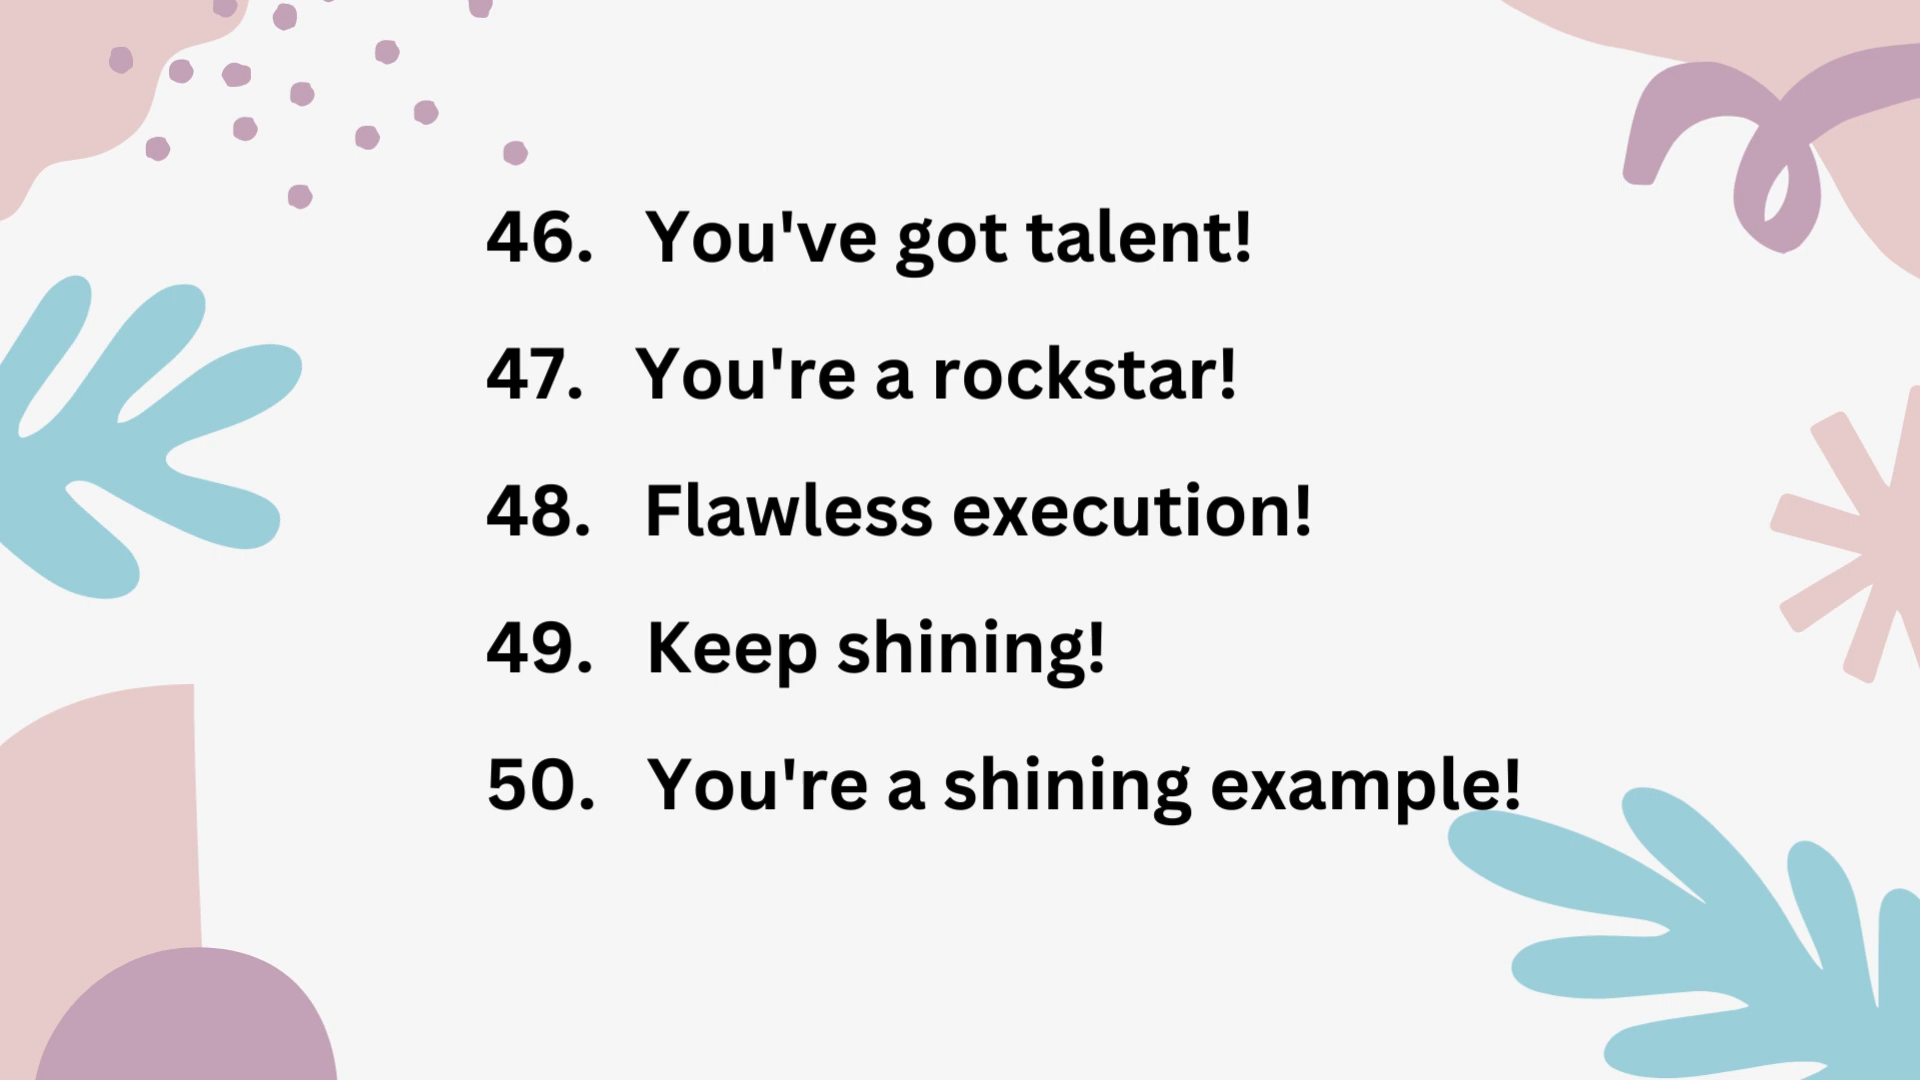 46. You've got talent!
47. You're a rockstar!
48. Flawless execution!
49. Keep shining!
50. You're a shining example!